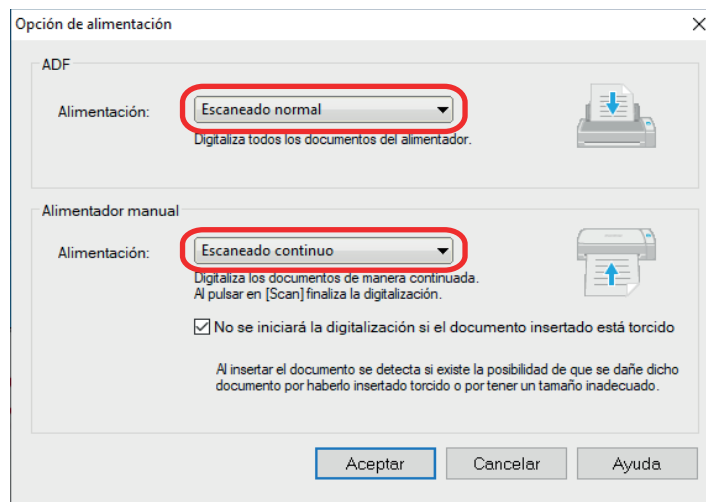 Opción de alimentación
ADF
Alimentación:
Escaneado normal
Digitaliza todos los documentos del alimentador.
Alimentador manual
Alimentación:
Escaneado continuo
Digitaliza los documentos de manera continuada.
Al pulsar en [Scan] finaliza la digitalización.
No se iniciará la digitalización si el documento insertado está torcido
Al insertar el documento se detecta si existe la posibilidad de que se dañe dicho
documento por haberlo insertado torcido o por tener un tamaño inadecuado.
Aceptar
Cancelar
Ayuda